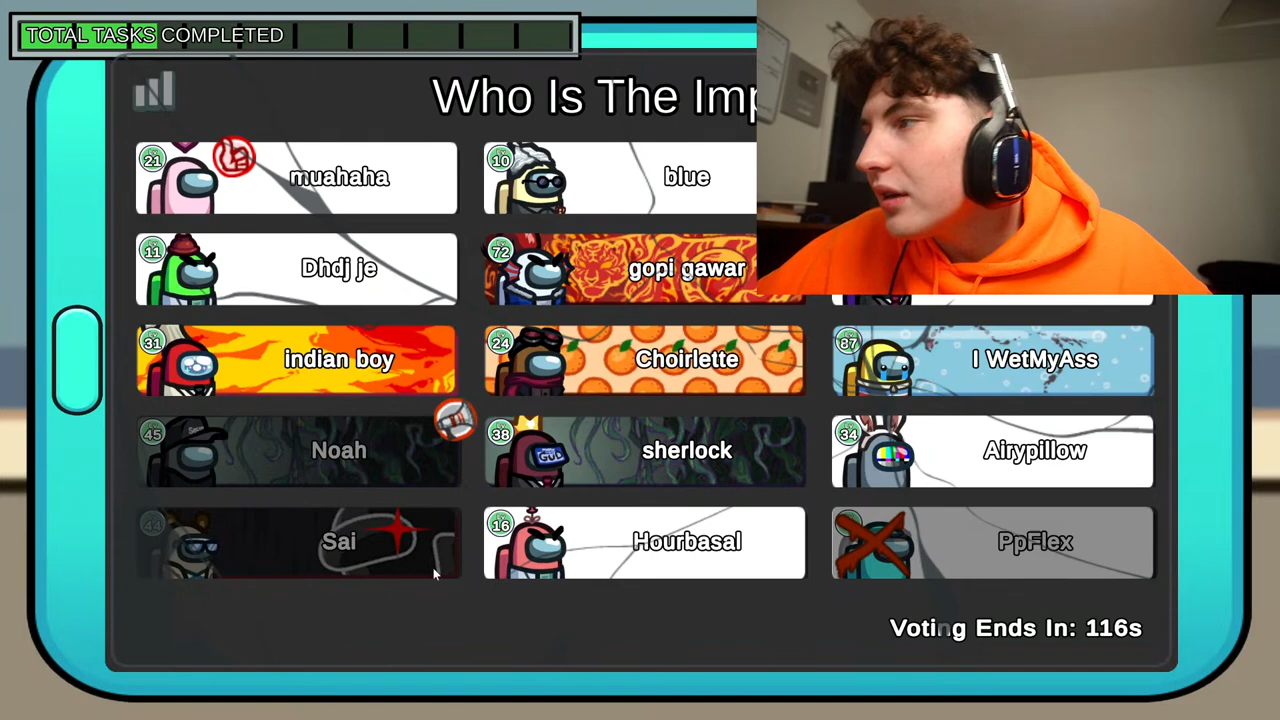 TOTAL TASKS COMPLETED
Who Is The Imp
21 muahaha
10 blue
11 Dhdj je
72 gopi gawar
31 indian boy
24 Choirlette
87 I WetMyAss
45 Noah
38 sherlock
34 Airypillow
44 Sai
16 Hourbasal
PpFlex
Voting Ends In: 116s